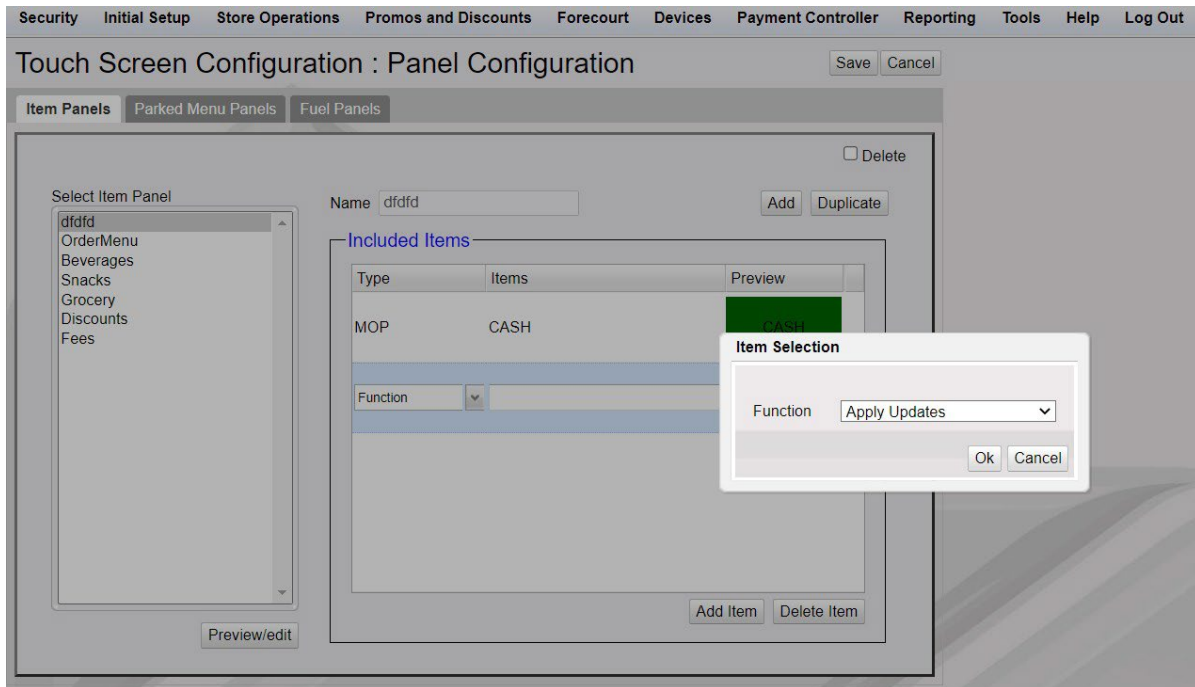 Security Initial Setup Store Operations Promos and Discounts Forecourt Devices Payment Controller Reporting Tools Help Log Out
Touch Screen Configuration : Panel Configuration
Save Cancel
Item Panels Parked Menu Panels Fuel Panels
Delete
Select Item Panel
dfdfd
OrderMenu
Beverages
Snacks
Grocery
Discounts
Fees
Preview/edit
Name dfdfd
Add Duplicate
Included Items
Type Items Preview
MOP CASH CASH
Function
Add Item Delete Item
Item Selection
Function Apply Updates
Ok Cancel